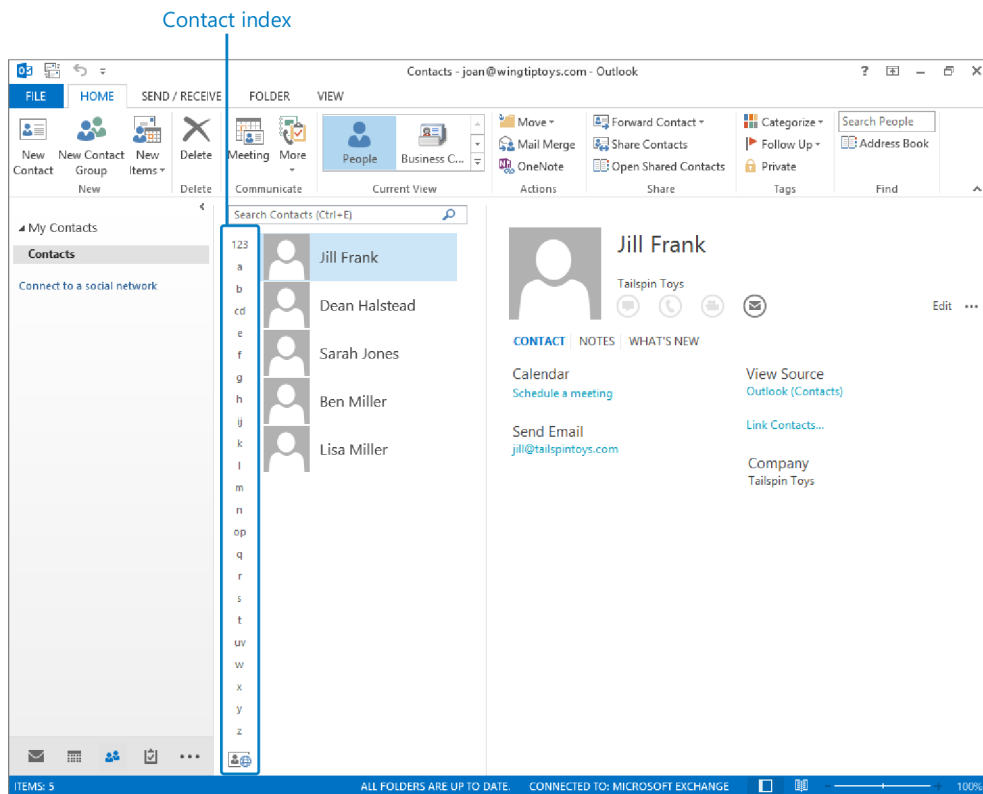 Contact index
Contacts - joan@wingtiptoys.com - Outlook
FILE HOME SEND / RECEIVE FOLDER VIEW
New Contact
New Contact Group
New Items
New
Delete
Delete
Meeting
More
Communicate
People
Business C...
Current View
Move
Mail Merge
OneNote
Actions
Forward Contact
Share Contacts
Open Shared Contacts
Share
Categorize
Follow Up
Private
Tags
Search People
Address Book
Find
My Contacts
Contacts
Connect to a social network
Search Contacts (Ctrl+E)
123
a
b
cd
e
f
g
h
ij
k
l
m
n
op
q
r
s
t
uv
w
x
y
z
Jill Frank
Dean Halstead
Sarah Jones
Ben Miller
Lisa Miller
Jill Frank
Tailspin Toys
Edit
CONTACT NOTES WHAT'S NEW
Calendar
Schedule a meeting
Send Email
jill@tailspintoys.com
View Source
Outlook (Contacts)
Link Contacts...
Company
Tailspin Toys
ITEMS: 5
ALL FOLDERS ARE UP TO DATE.
CONNECTED TO: MICROSOFT EXCHANGE
100%